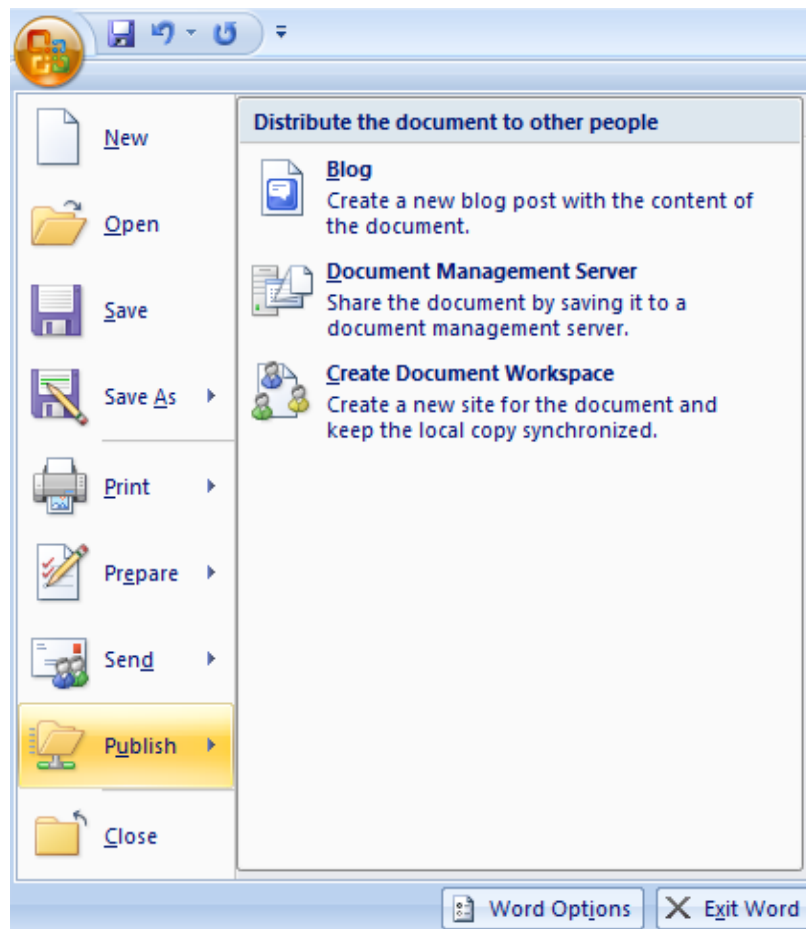 New
Open
Save
Save As
Print
Prepare
Send
Publish
Close
Distribute the document to other people
Blog
Create a new blog post with the content of
the document.
Document Management Server
Share the document by saving it to a
document management server.
Create Document Workspace
Create a new site for the document and
keep the local copy synchronized.
Word Options
Exit Word